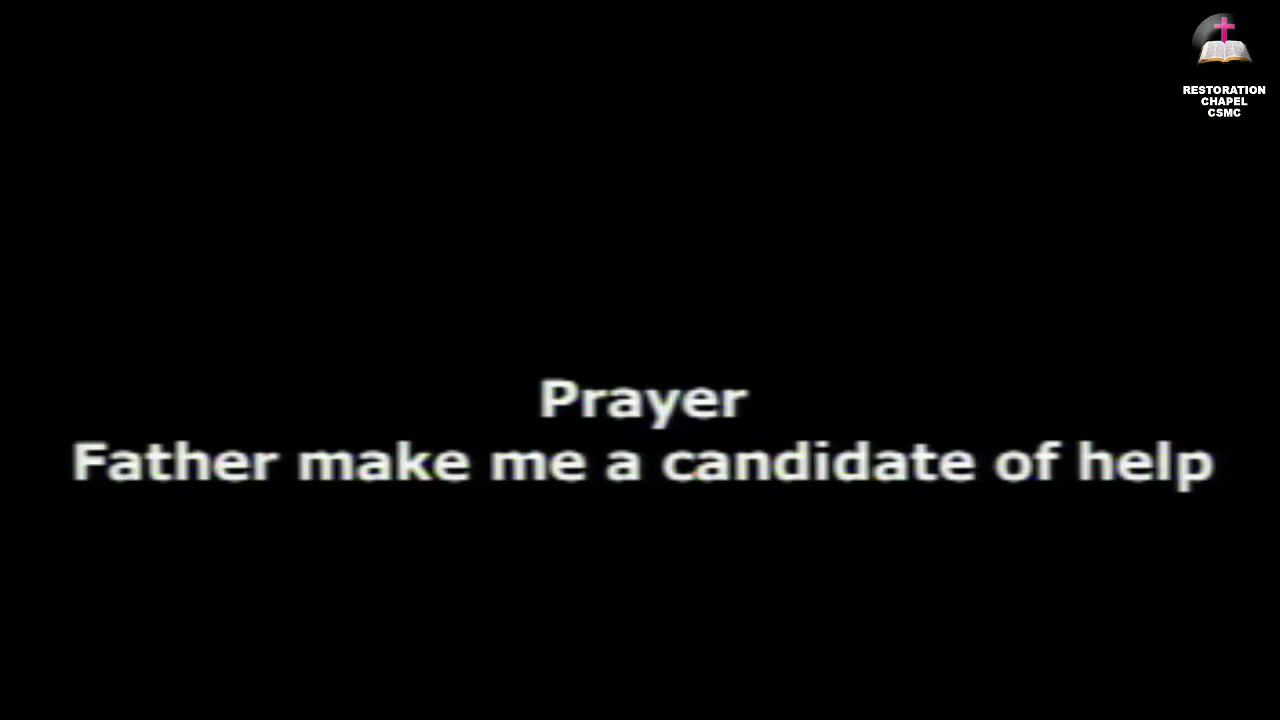 RESTORATION
CHAPEL
CSMC
Prayer
Father make me a candidate of help